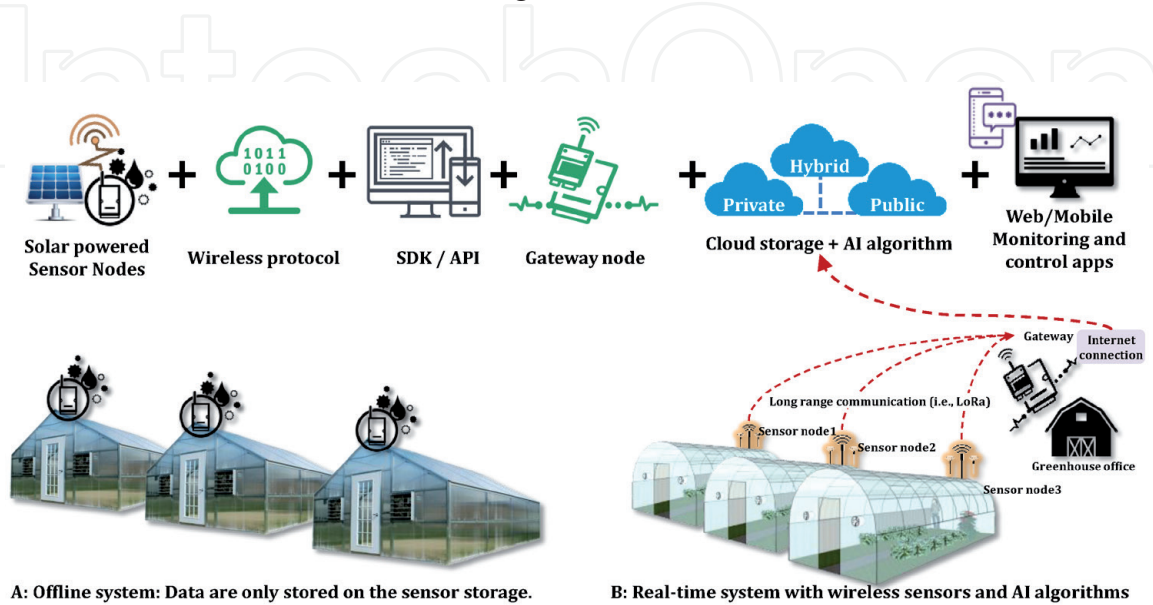 IntechOpen
1011
0100
Hybrid
Private
Public
Solar powered
Sensor Nodes
Wireless protocol
SDK / API
Gateway node
Cloud storage + AI algorithm
Web/Mobile
Monitoring and
control apps
Gateway
Internet
connection
Long range communication (i.e., LoRa)
Sensor node1
Sensor node2
Sensor node3
Greenhouse office
A: Offline system: Data are only stored on the sensor storage.
B: Real-time system with wireless sensors and AI algorithms